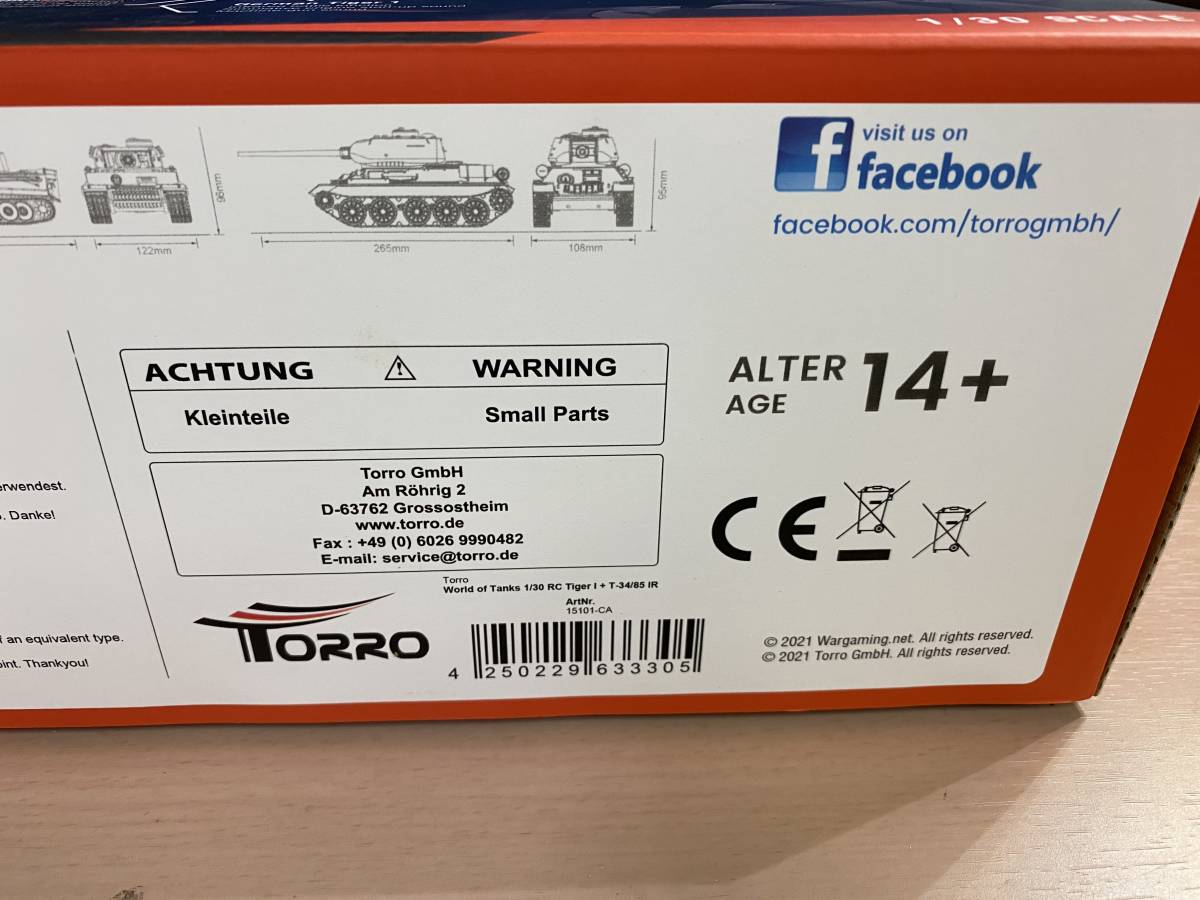 1/30 SCALE
96mm
122mm
265mm
108mm
95mm
f visit us on
facebook
facebook.com/torrogmbh/
ACHTUNG WARNING
Kleinteile Small Parts
ALTER 14+
AGE
erwendest.
. Danke!
Torro GmbH
Am Röhrig 2
D-63762 Grossostheim
www.torro.de
Fax : +49 (0) 6026 9990482
E-mail: service@torro.de
CE
Torro
World of Tanks 1/30 RC Tiger I + T-34/85 IR
ArtNr.
15101-CA
TORRO
4 250229 633305
f an equivalent type.
oint. Thankyou!
© 2021 Wargaming.net. All rights reserved.
© 2021 Torro GmbH. All rights reserved.